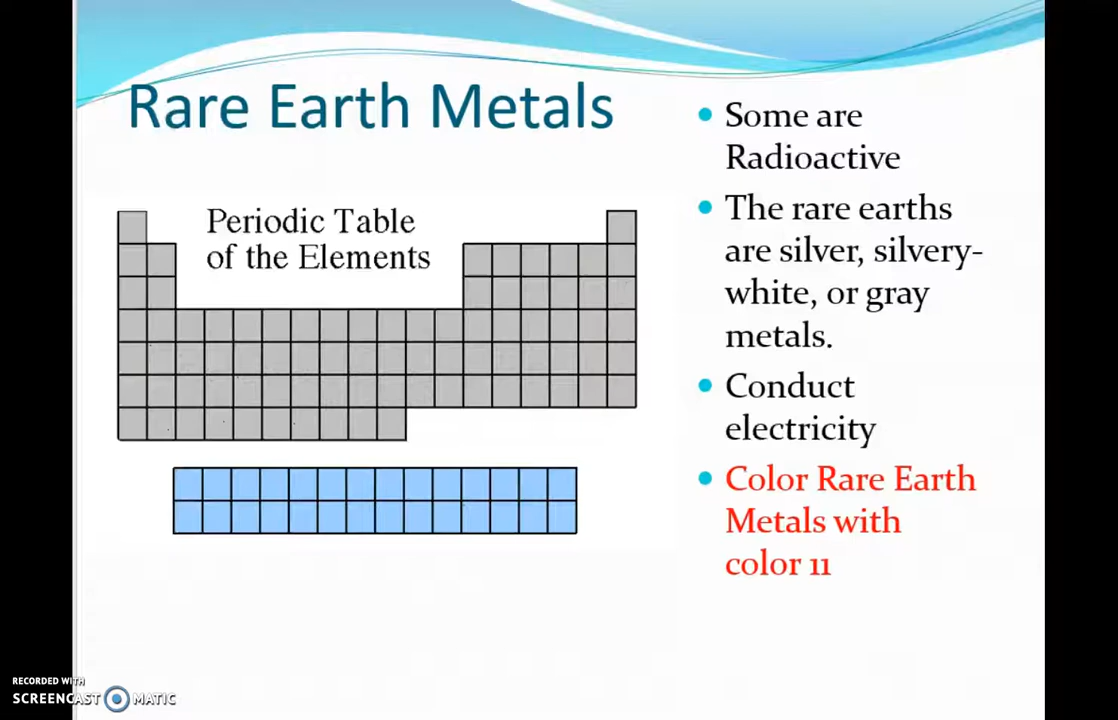 Rare Earth Metals
Periodic Table
of the Elements
Some are
Radioactive
The rare earths
are silver, silvery-
white, or gray
metals.
Conduct
electricity
Color Rare Earth
Metals with
color 11
RECORDED WITH
SCREENCAST MATIC